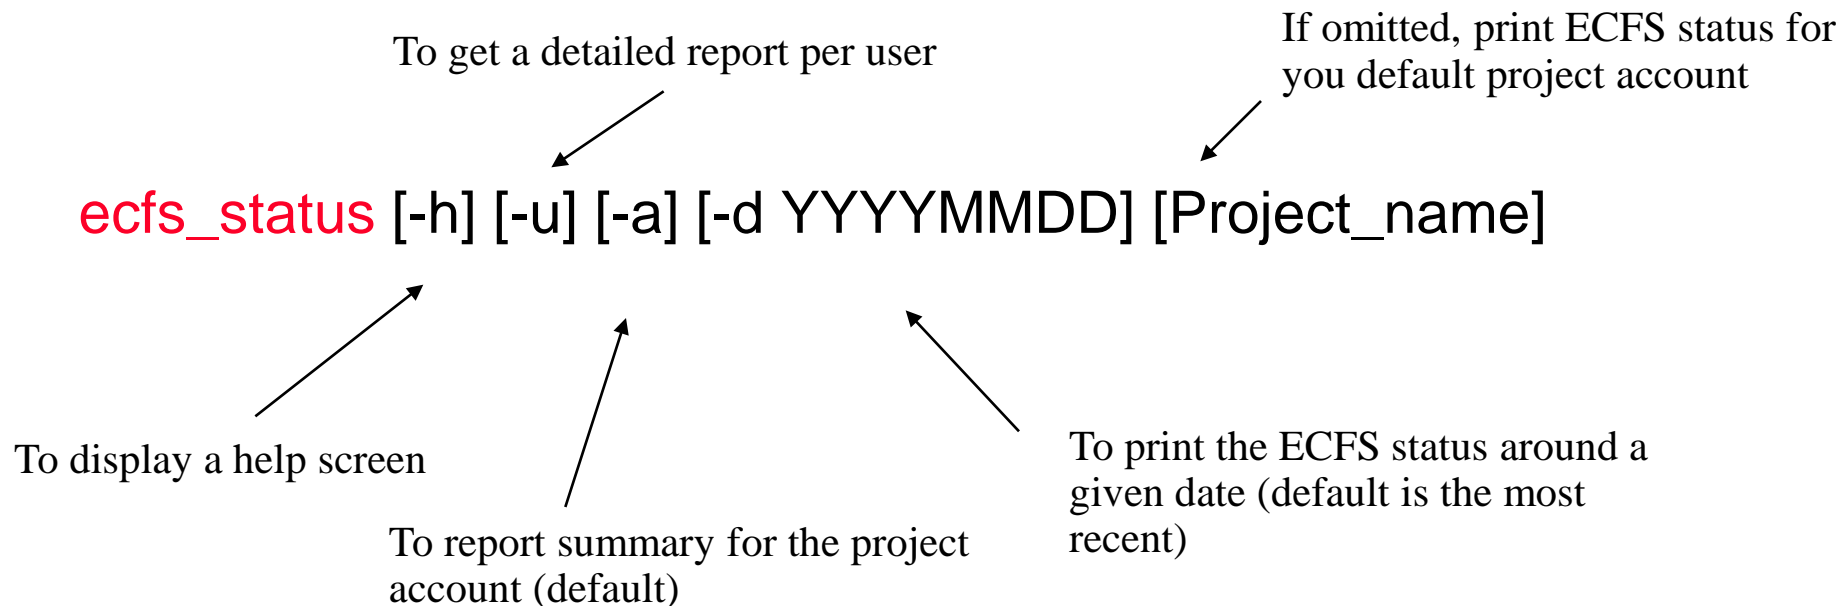 If omitted, print ECFS status for
you default project account
To get a detailed report per user
ecfs_status [-h] [-u] [-a] [-d YYYYMMDD] [Project_name]
To display a help screen
To report summary for the project
account (default)
To print the ECFS status around a
given date (default is the most
recent)